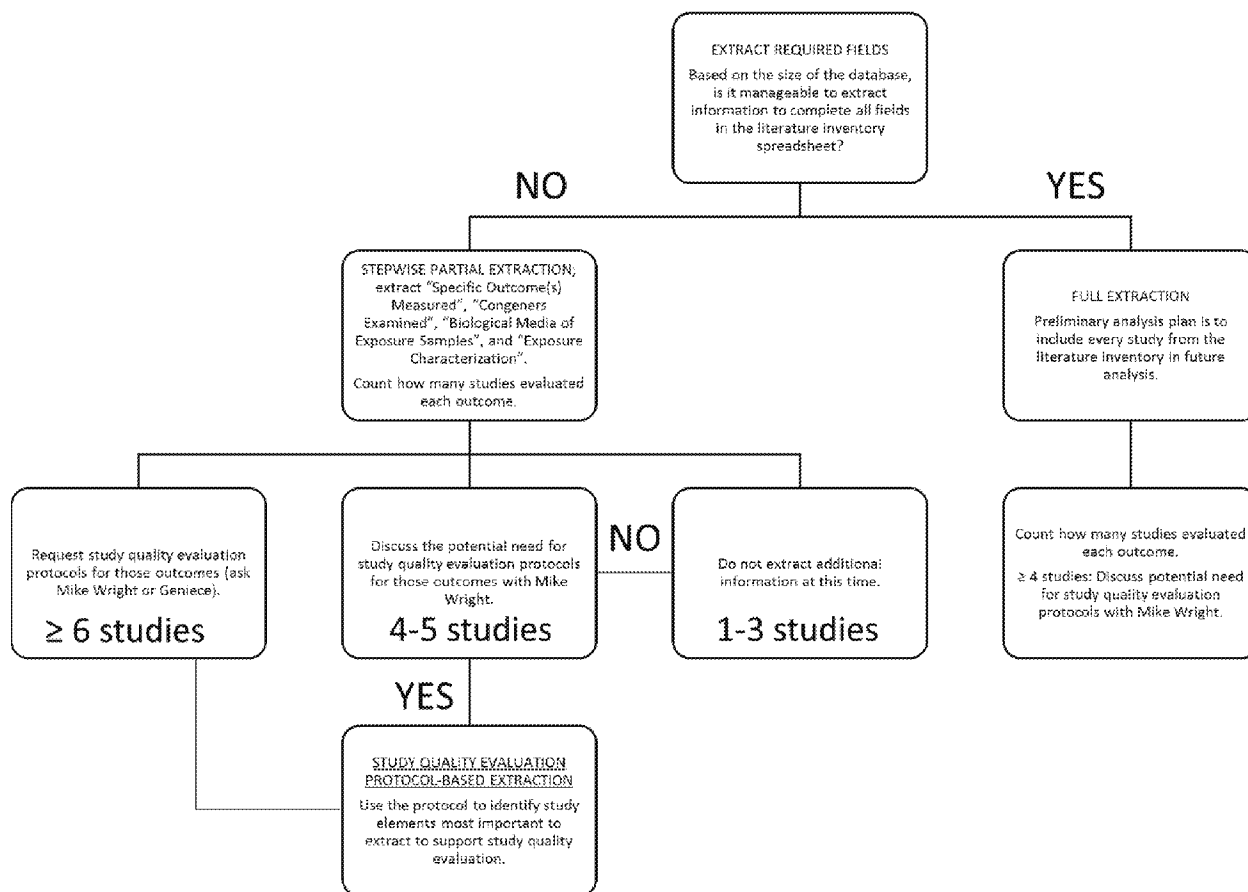 EXTRACT REQUIRED FIELDS
Based on the size of the database,
is it manageable to extract
information to complete all fields
in the literature inventory
spreadsheet?
NO
YES
STEPWISE PARTIAL EXTRACTION;
extract “Specific Outcome(s)
Measured”, “Congeners
Examined”, “Biological Media of
Exposure Samples”, and “Exposure
Characterization”.
Count how many studies evaluated
each outcome.
FULL EXTRACTION
Preliminary analysis plan is to
include every study from the
literature inventory in future
analysis.
Request study quality evaluation
protocols for those outcomes (ask
Mike Wright or Geniece).
≥ 6 studies
Discuss the potential need for
study quality evaluation protocols
for those outcomes with Mike
Wright.
4-5 studies
NO
Do not extract additional
information at this time.
1-3 studies
Count how many studies evaluated
each outcome.
≥ 4 studies: Discuss potential need
for study quality evaluation
protocols with Mike Wright.
YES
STUDY QUALITY EVALUATION
PROTOCOL-BASED EXTRACTION
Use the protocol to identify study
elements most important to
extract to support study quality
evaluation.